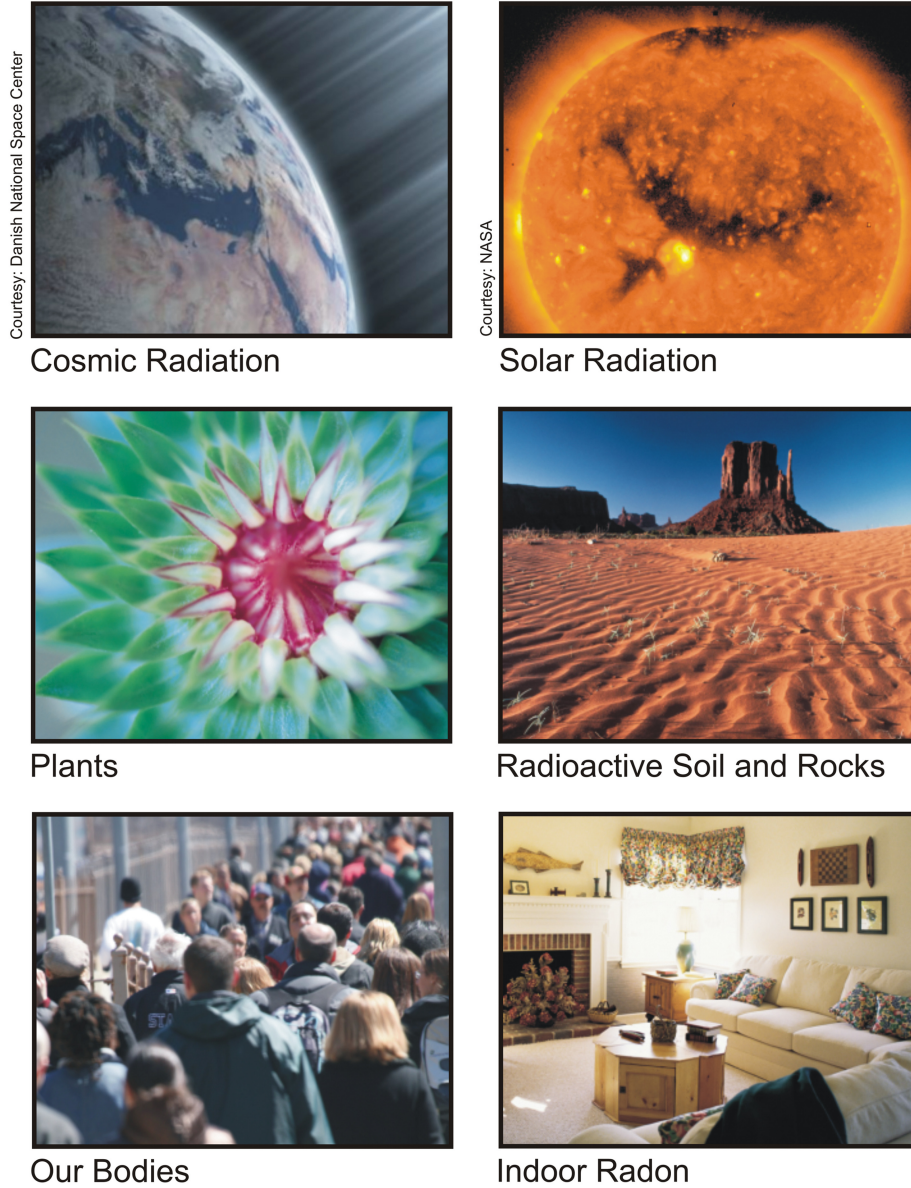 Courtesy: Danish National Space Center
Cosmic Radiation
Courtesy: NASA
Solar Radiation
Plants
Radioactive Soil and Rocks
Our Bodies
Indoor Radon